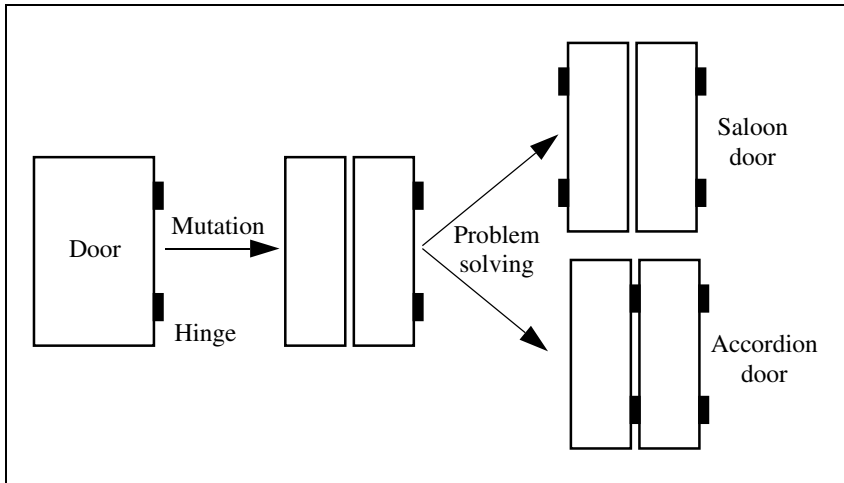 Door
Mutation
Hinge
Problem
solving
Saloon
door
Accordion
door